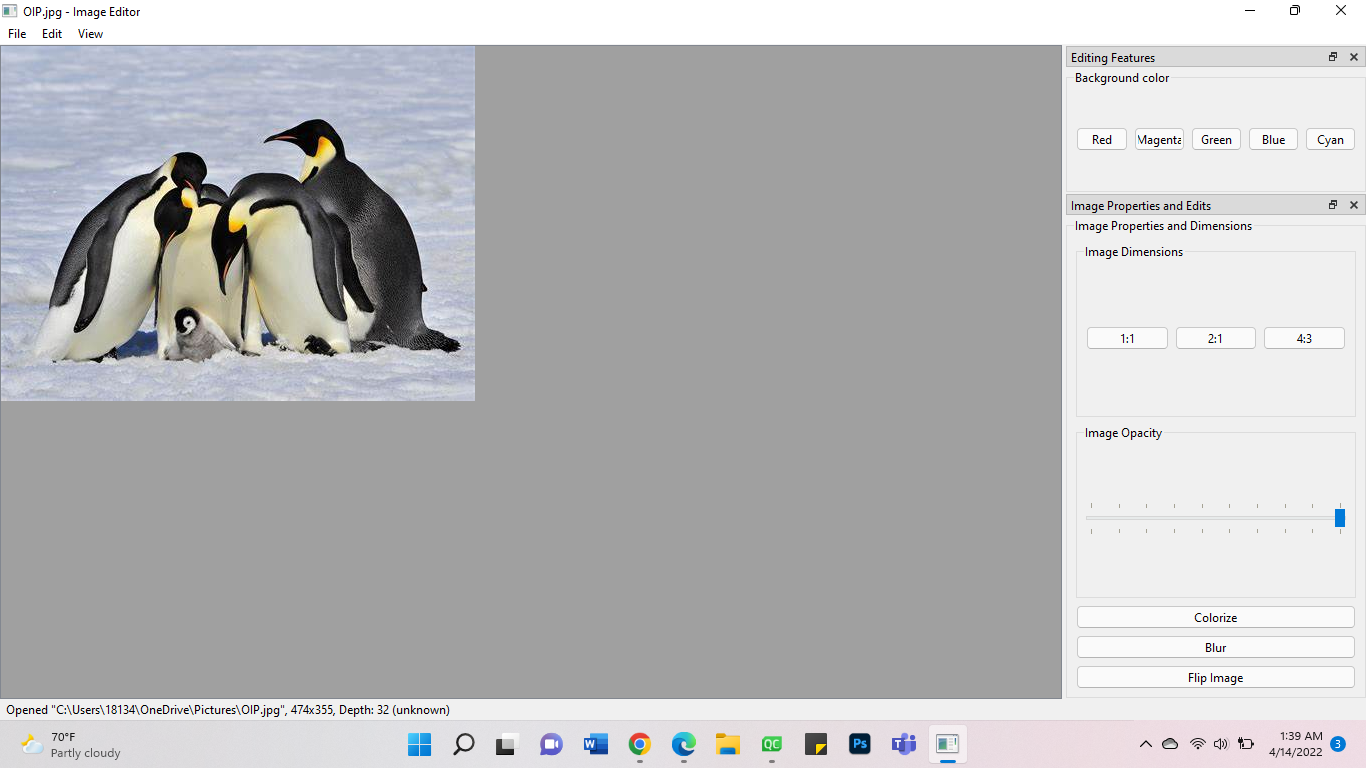 OIP.jpg - Image Editor
File Edit View
Editing Features
Background color
Red Magenta Green Blue Cyan
Image Properties and Edits
Image Properties and Dimensions
Image Dimensions
1:1 2:1 4:3
Image Opacity
Colorize
Blur
Flip Image
Opened "C:\Users\18134\OneDrive\Pictures\OIP.jpg", 474x355, Depth: 32 (unknown)
70°F
Partly cloudy
W QC Ps
1:39 AM
4/14/2022 3